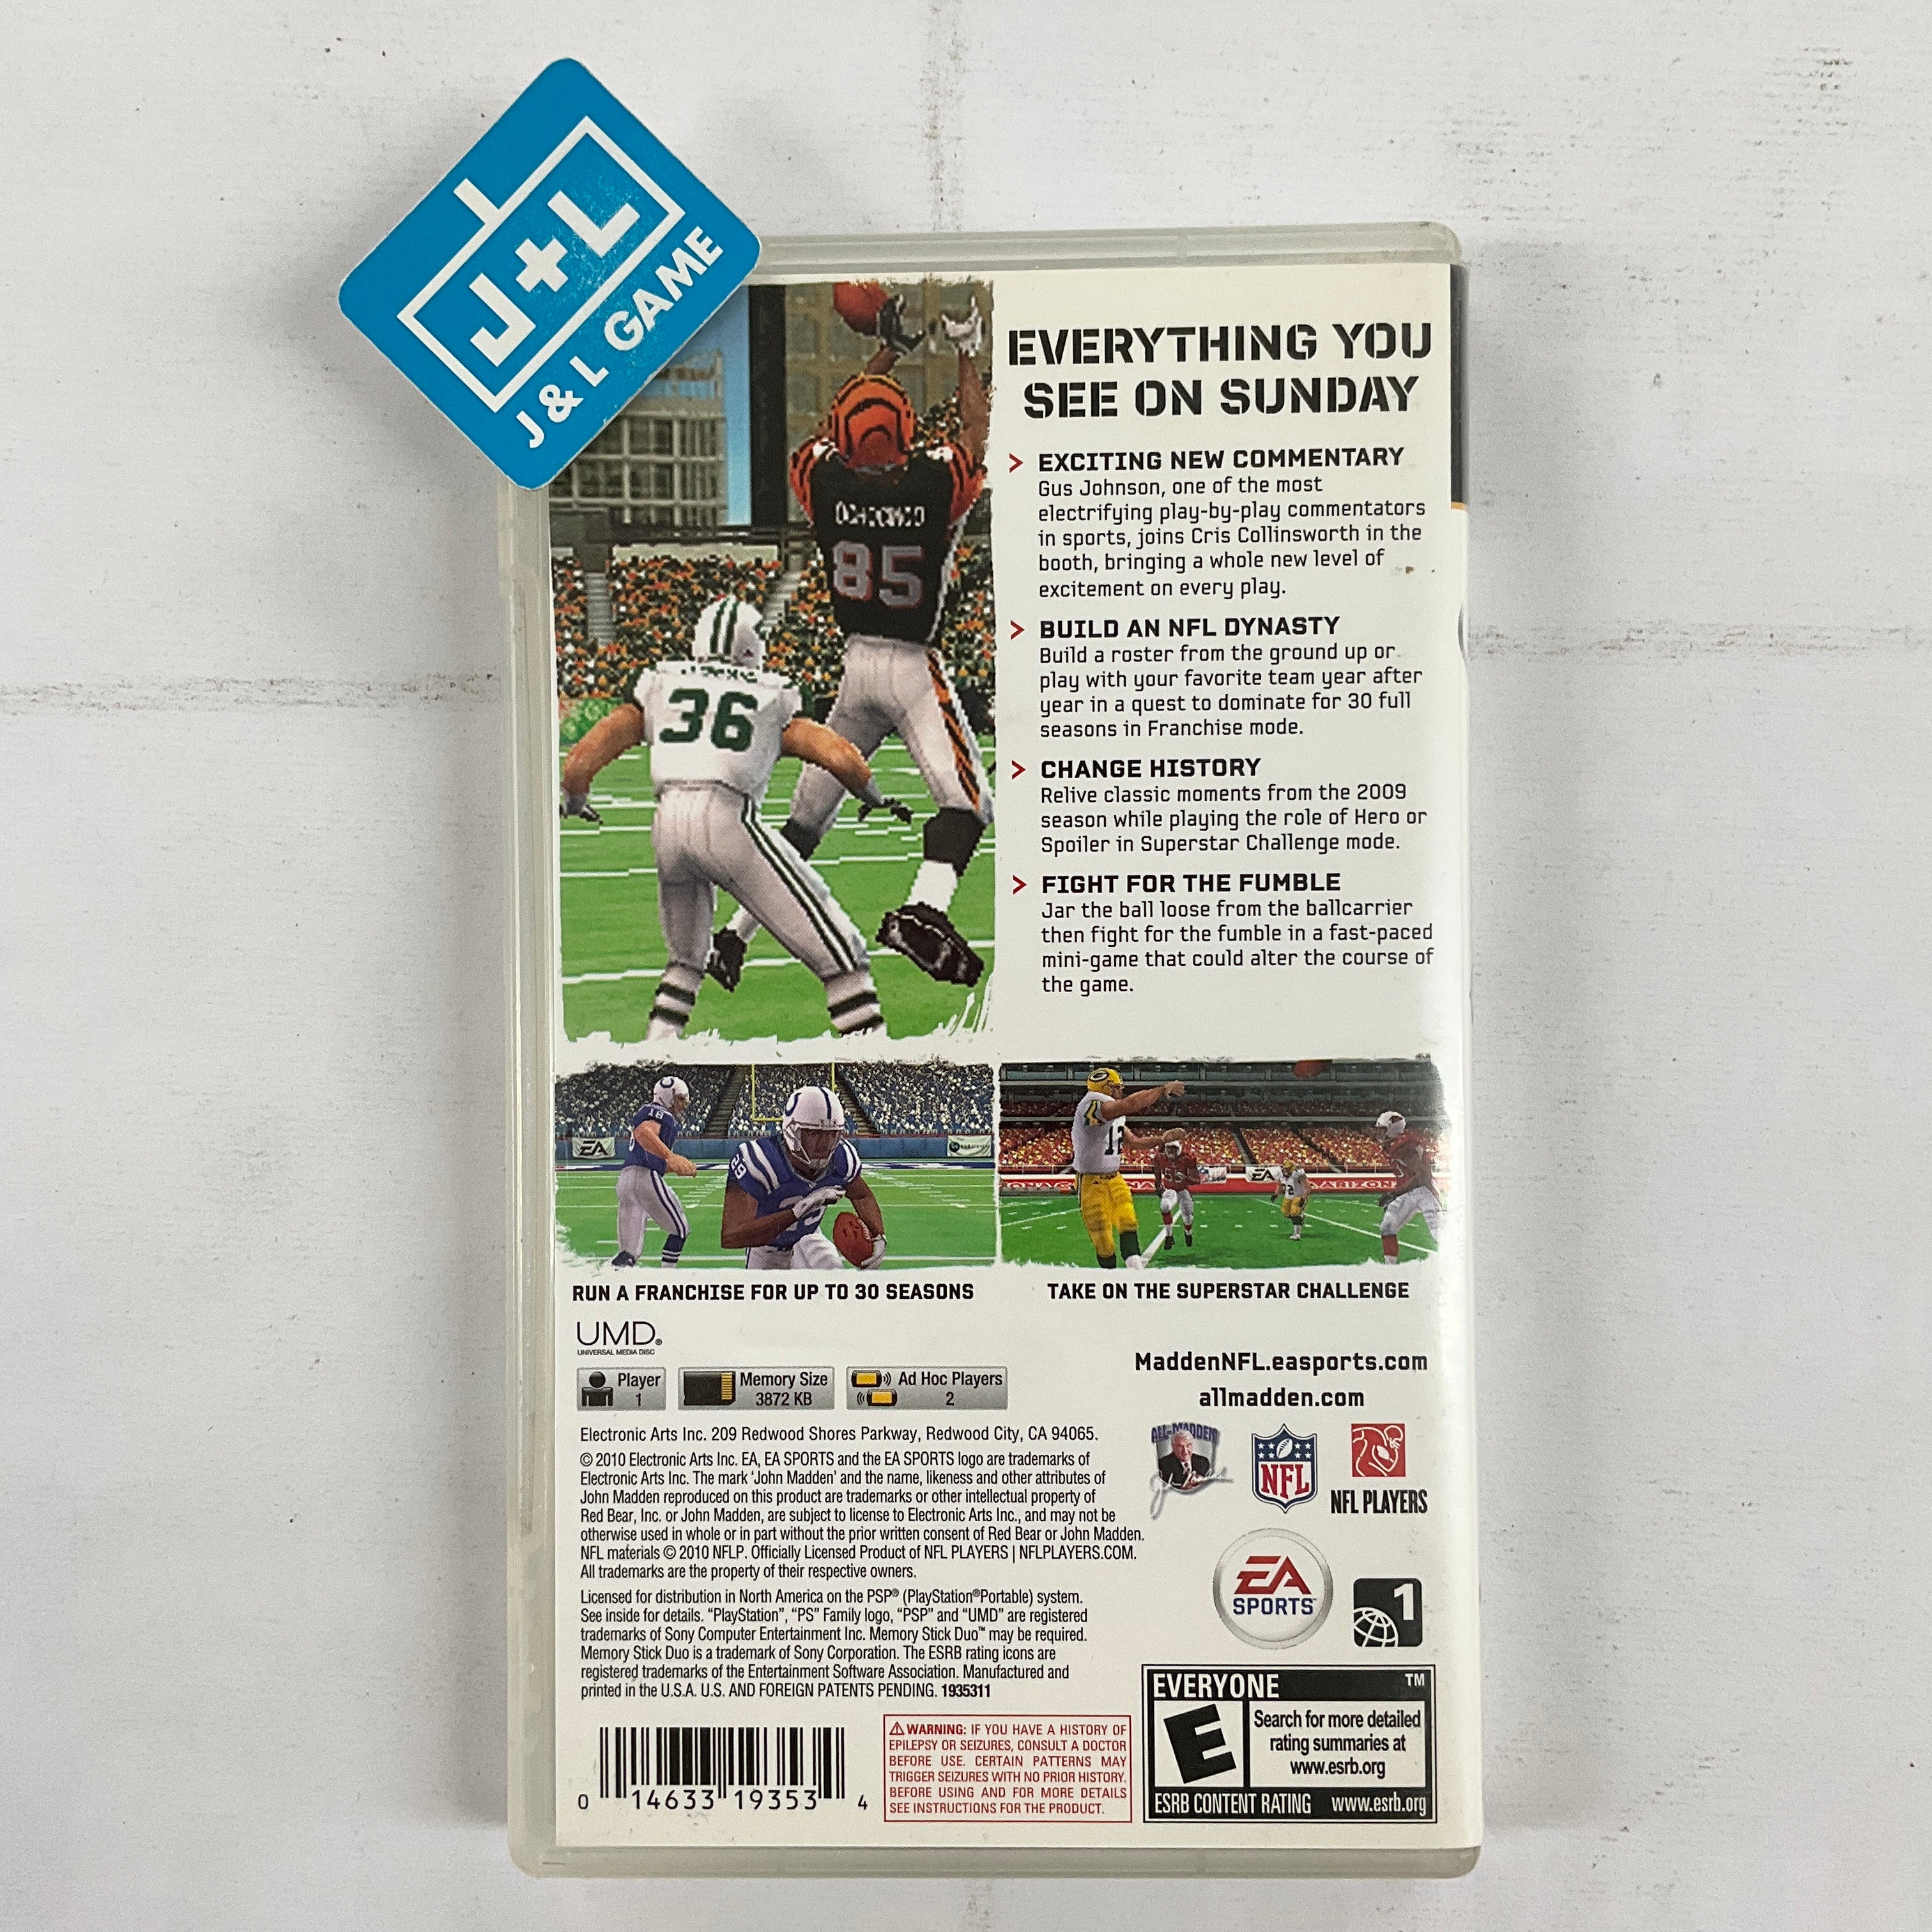 J+L
J & L GAME
OCHOCINCO
85
36
EVERYTHING YOU
SEE ON SUNDAY
> EXCITING NEW COMMENTARY
Gus Johnson, one of the most
electrifying play-by-play commentators
in sports, joins Cris Collinsworth in the
booth, bringing a whole new level of
excitement on every play.
> BUILD AN NFL DYNASTY
Build a roster from the ground up or
play with your favorite team year after
year in a quest to dominate for 30 full
seasons in Franchise mode.
> CHANGE HISTORY
Relive classic moments from the 2009
season while playing the role of Hero or
Spoiler in Superstar Challenge mode.
> FIGHT FOR THE FUMBLE
Jar the ball loose from the ballcarrier
then fight for the fumble in a fast-paced
mini-game that could alter the course of
the game.
18
EA
29
29
12
55
EA
ARIZONA
RUN A FRANCHISE FOR UP TO 30 SEASONS
TAKE ON THE SUPERSTAR CHALLENGE
UMD®
UNIVERSAL MEDIA DISC
Player
1
Memory Size
3872 KB
Ad Hoc Players
2
MaddenNFL.easports.com
allmadden.com
ALL-MADDEN
NFL
NFL PLAYERS
Electronic Arts Inc. 209 Redwood Shores Parkway, Redwood City, CA 94065.
© 2010 Electronic Arts Inc. EA, EA SPORTS and the EA SPORTS logo are trademarks of
Electronic Arts Inc. The mark 'John Madden' and the name, likeness and other attributes of
John Madden reproduced on this product are trademarks or other intellectual property of
Red Bear, Inc. or John Madden, are subject to license to Electronic Arts Inc., and may not be
otherwise used in whole or in part without the prior written consent of Red Bear or John Madden.
NFL materials © 2010 NFLP. Officially Licensed Product of NFL PLAYERS | NFLPLAYERS.COM.
All trademarks are the property of their respective owners.
Licensed for distribution in North America on the PSP® (PlayStation®Portable) system.
See inside for details. "PlayStation", "PS" Family logo, "PSP" and "UMD" are registered
trademarks of Sony Computer Entertainment Inc. Memory Stick Duo™ may be required.
Memory Stick Duo is a trademark of Sony Corporation. The ESRB rating icons are
registered trademarks of the Entertainment Software Association. Manufactured and
printed in the U.S.A. U.S. AND FOREIGN PATENTS PENDING. 1935311
EA
SPORTS™
1
0 14633 19353 4
⚠ WARNING: IF YOU HAVE A HISTORY OF
EPILEPSY OR SEIZURES, CONSULT A DOCTOR
BEFORE USE. CERTAIN PATTERNS MAY
TRIGGER SEIZURES WITH NO PRIOR HISTORY.
BEFORE USING AND FOR MORE DETAILS
SEE INSTRUCTIONS FOR THE PRODUCT.
EVERYONE ™
E
Search for more detailed
rating summaries at
www.esrb.org
ESRB CONTENT RATING www.esrb.org